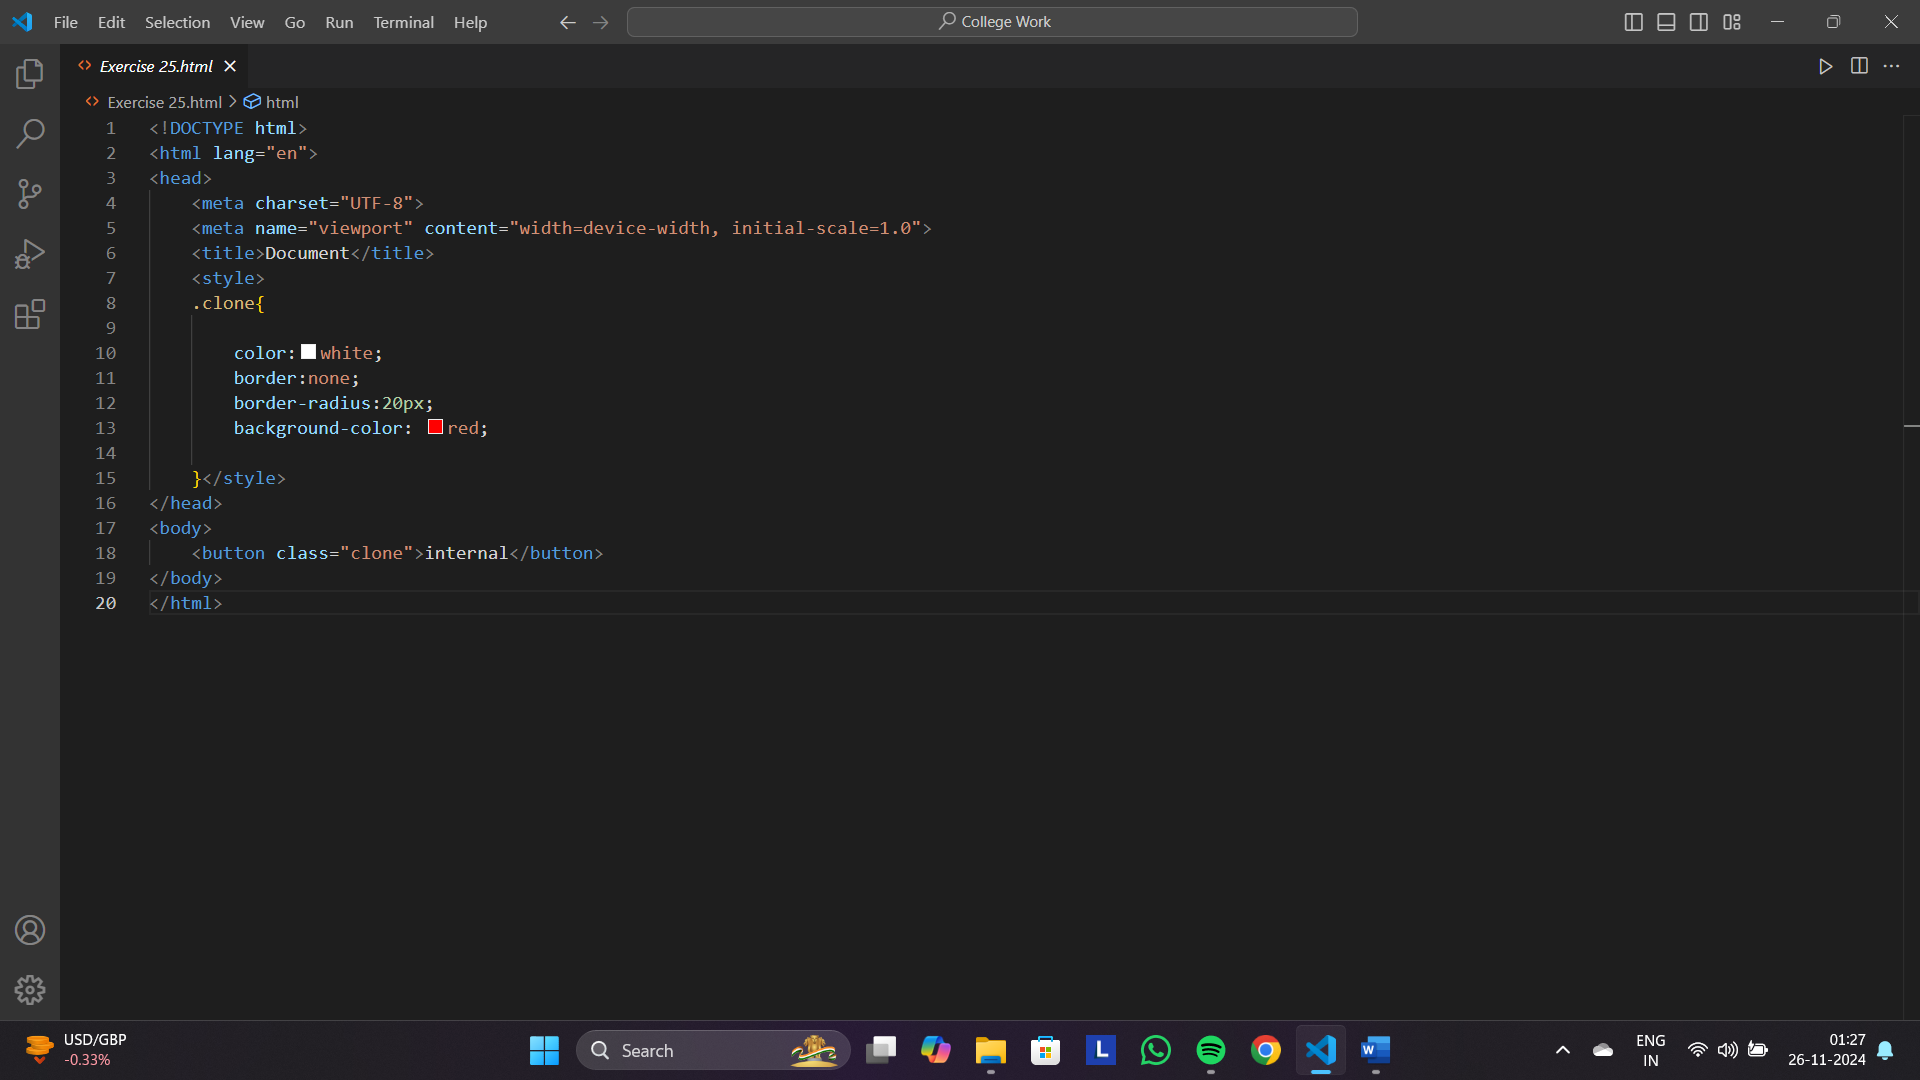 File Edit Selection View Go Run Terminal Help
College Work
Exercise 25.html
Exercise 25.html > html
1 <!DOCTYPE html>
2 <html lang="en">
3 <head>
4     <meta charset="UTF-8">
5     <meta name="viewport" content="width=device-width, initial-scale=1.0">
6     <title>Document</title>
7     <style>
8     .clone{
9
10         color:white;
11         border:none;
12         border-radius:20px;
13         background-color: red;
14
15     }</style>
16 </head>
17 <body>
18     <button class="clone">internal</button>
19 </body>
20 </html>
USD/GBP
-0.33%
Search
L
W
ENG
IN
01:27
26-11-2024